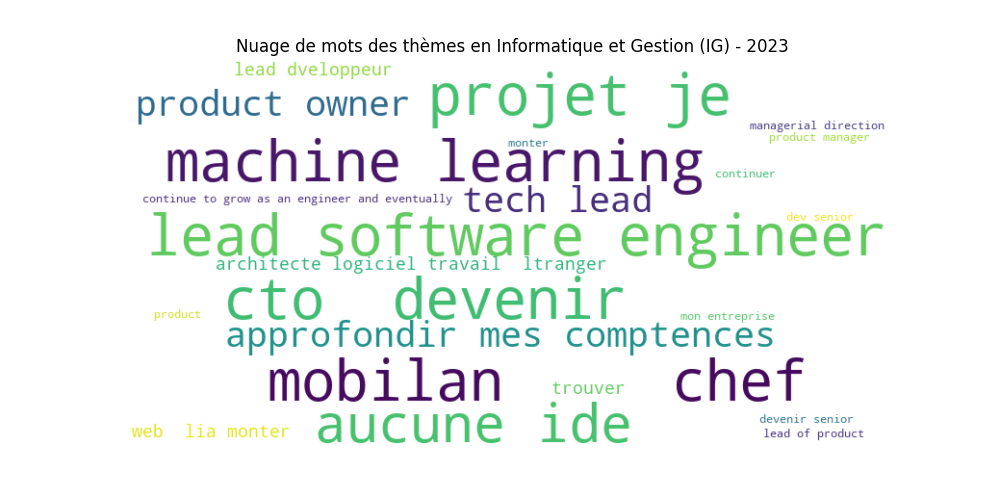 Nuage de mots des thèmes en Informatique et Gestion (IG) - 2023
lead dveloppeur
product owner
projet je
managerial direction
product manager
monter
machine learning
continuer
continue to grow as an engineer and eventually
tech lead
dev senior
lead software engineer
architecte logiciel travail ltranger
cto devenir
product
mon entreprise
approfondir mes comptences
mobilan
chef
trouver
aucune ide
web lia monter
devenir senior
lead of product